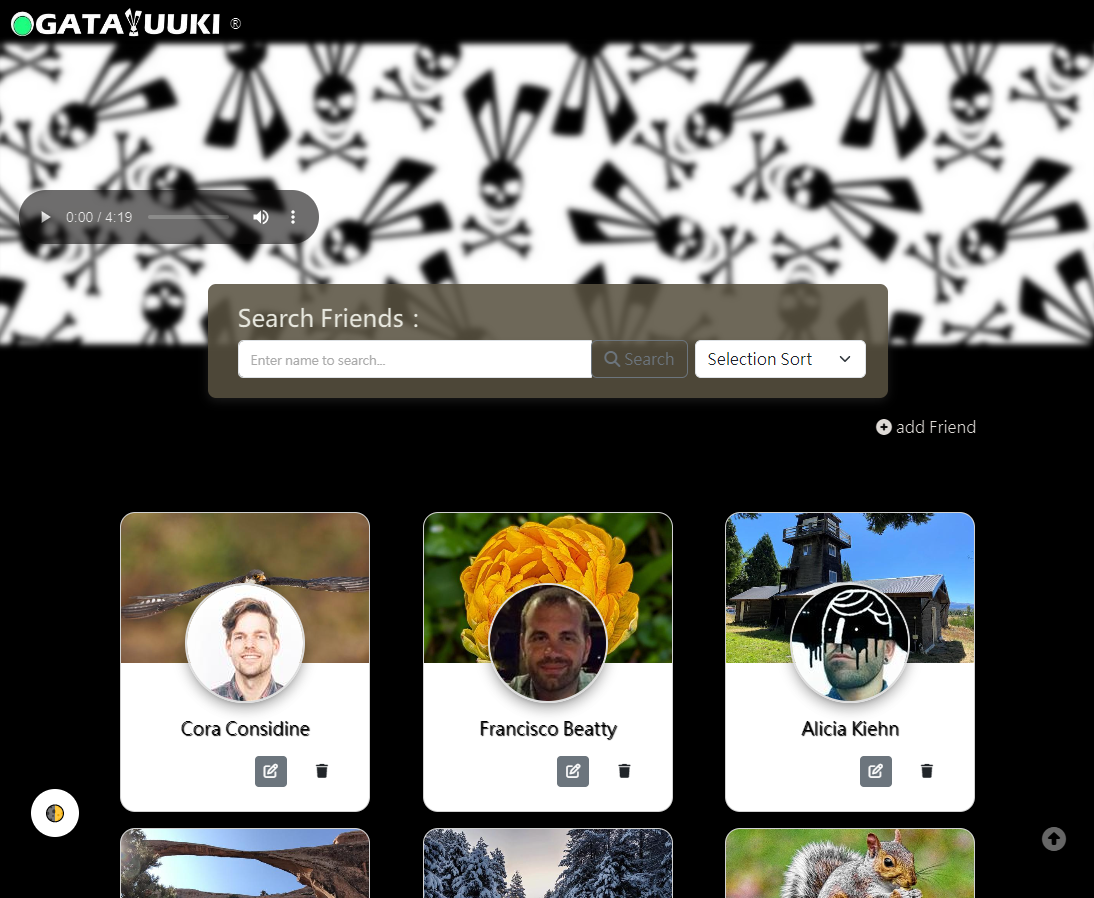 OGATAYUUKI ®
0:00 / 4:19
Search Friends :
Enter name to search...
Search
Selection Sort
add Friend
Cora Considine
Francisco Beatty
Alicia Kiehn